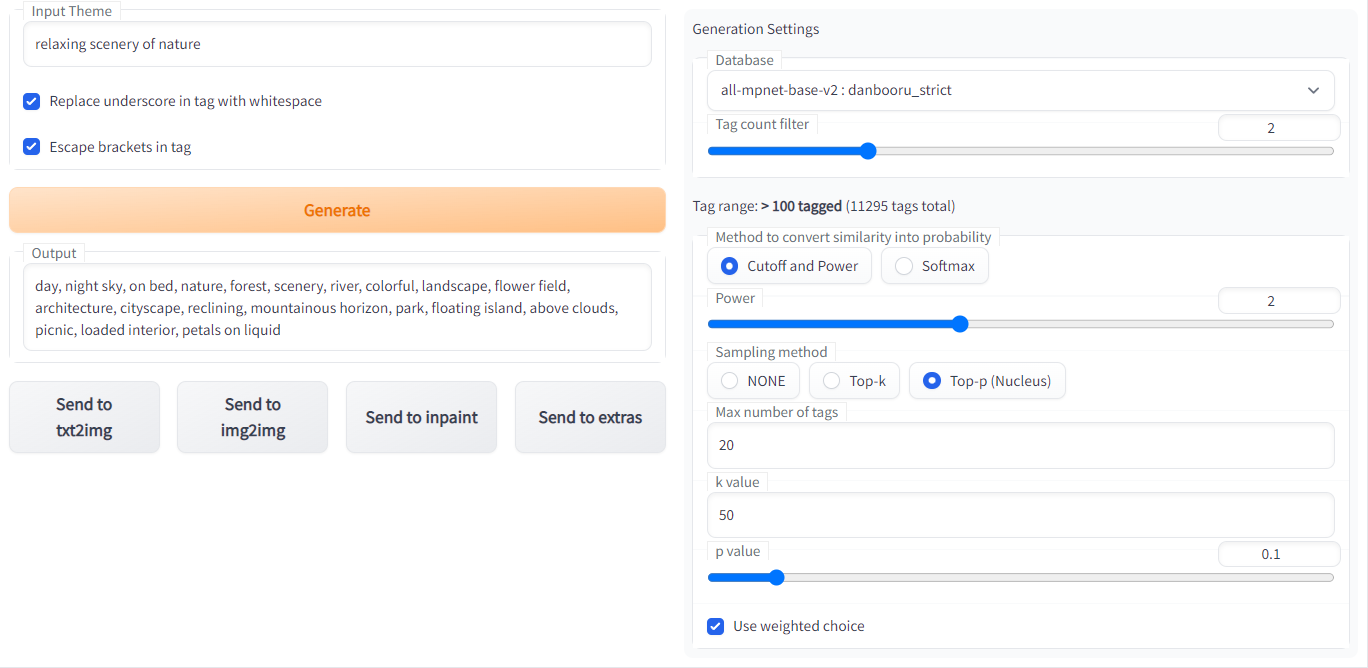 Input Theme
relaxing scenery of nature
Replace underscore in tag with whitespace
Escape brackets in tag
Generate
Output
day, night sky, on bed, nature, forest, scenery, river, colorful, landscape, flower field,
architecture, cityscape, reclining, mountainous horizon, park, floating island, above clouds,
picnic, loaded interior, petals on liquid
Send to
txt2img
Send to
img2img
Send to inpaint
Send to extras
Generation Settings
Database
all-mpnet-base-v2 : danbooru_strict
Tag count filter
2
Tag range: > 100 tagged (11295 tags total)
Method to convert similarity into probability
Cutoff and Power
Softmax
Power
2
Sampling method
NONE
Top-k
Top-p (Nucleus)
Max number of tags
20
k value
50
p value
0.1
Use weighted choice